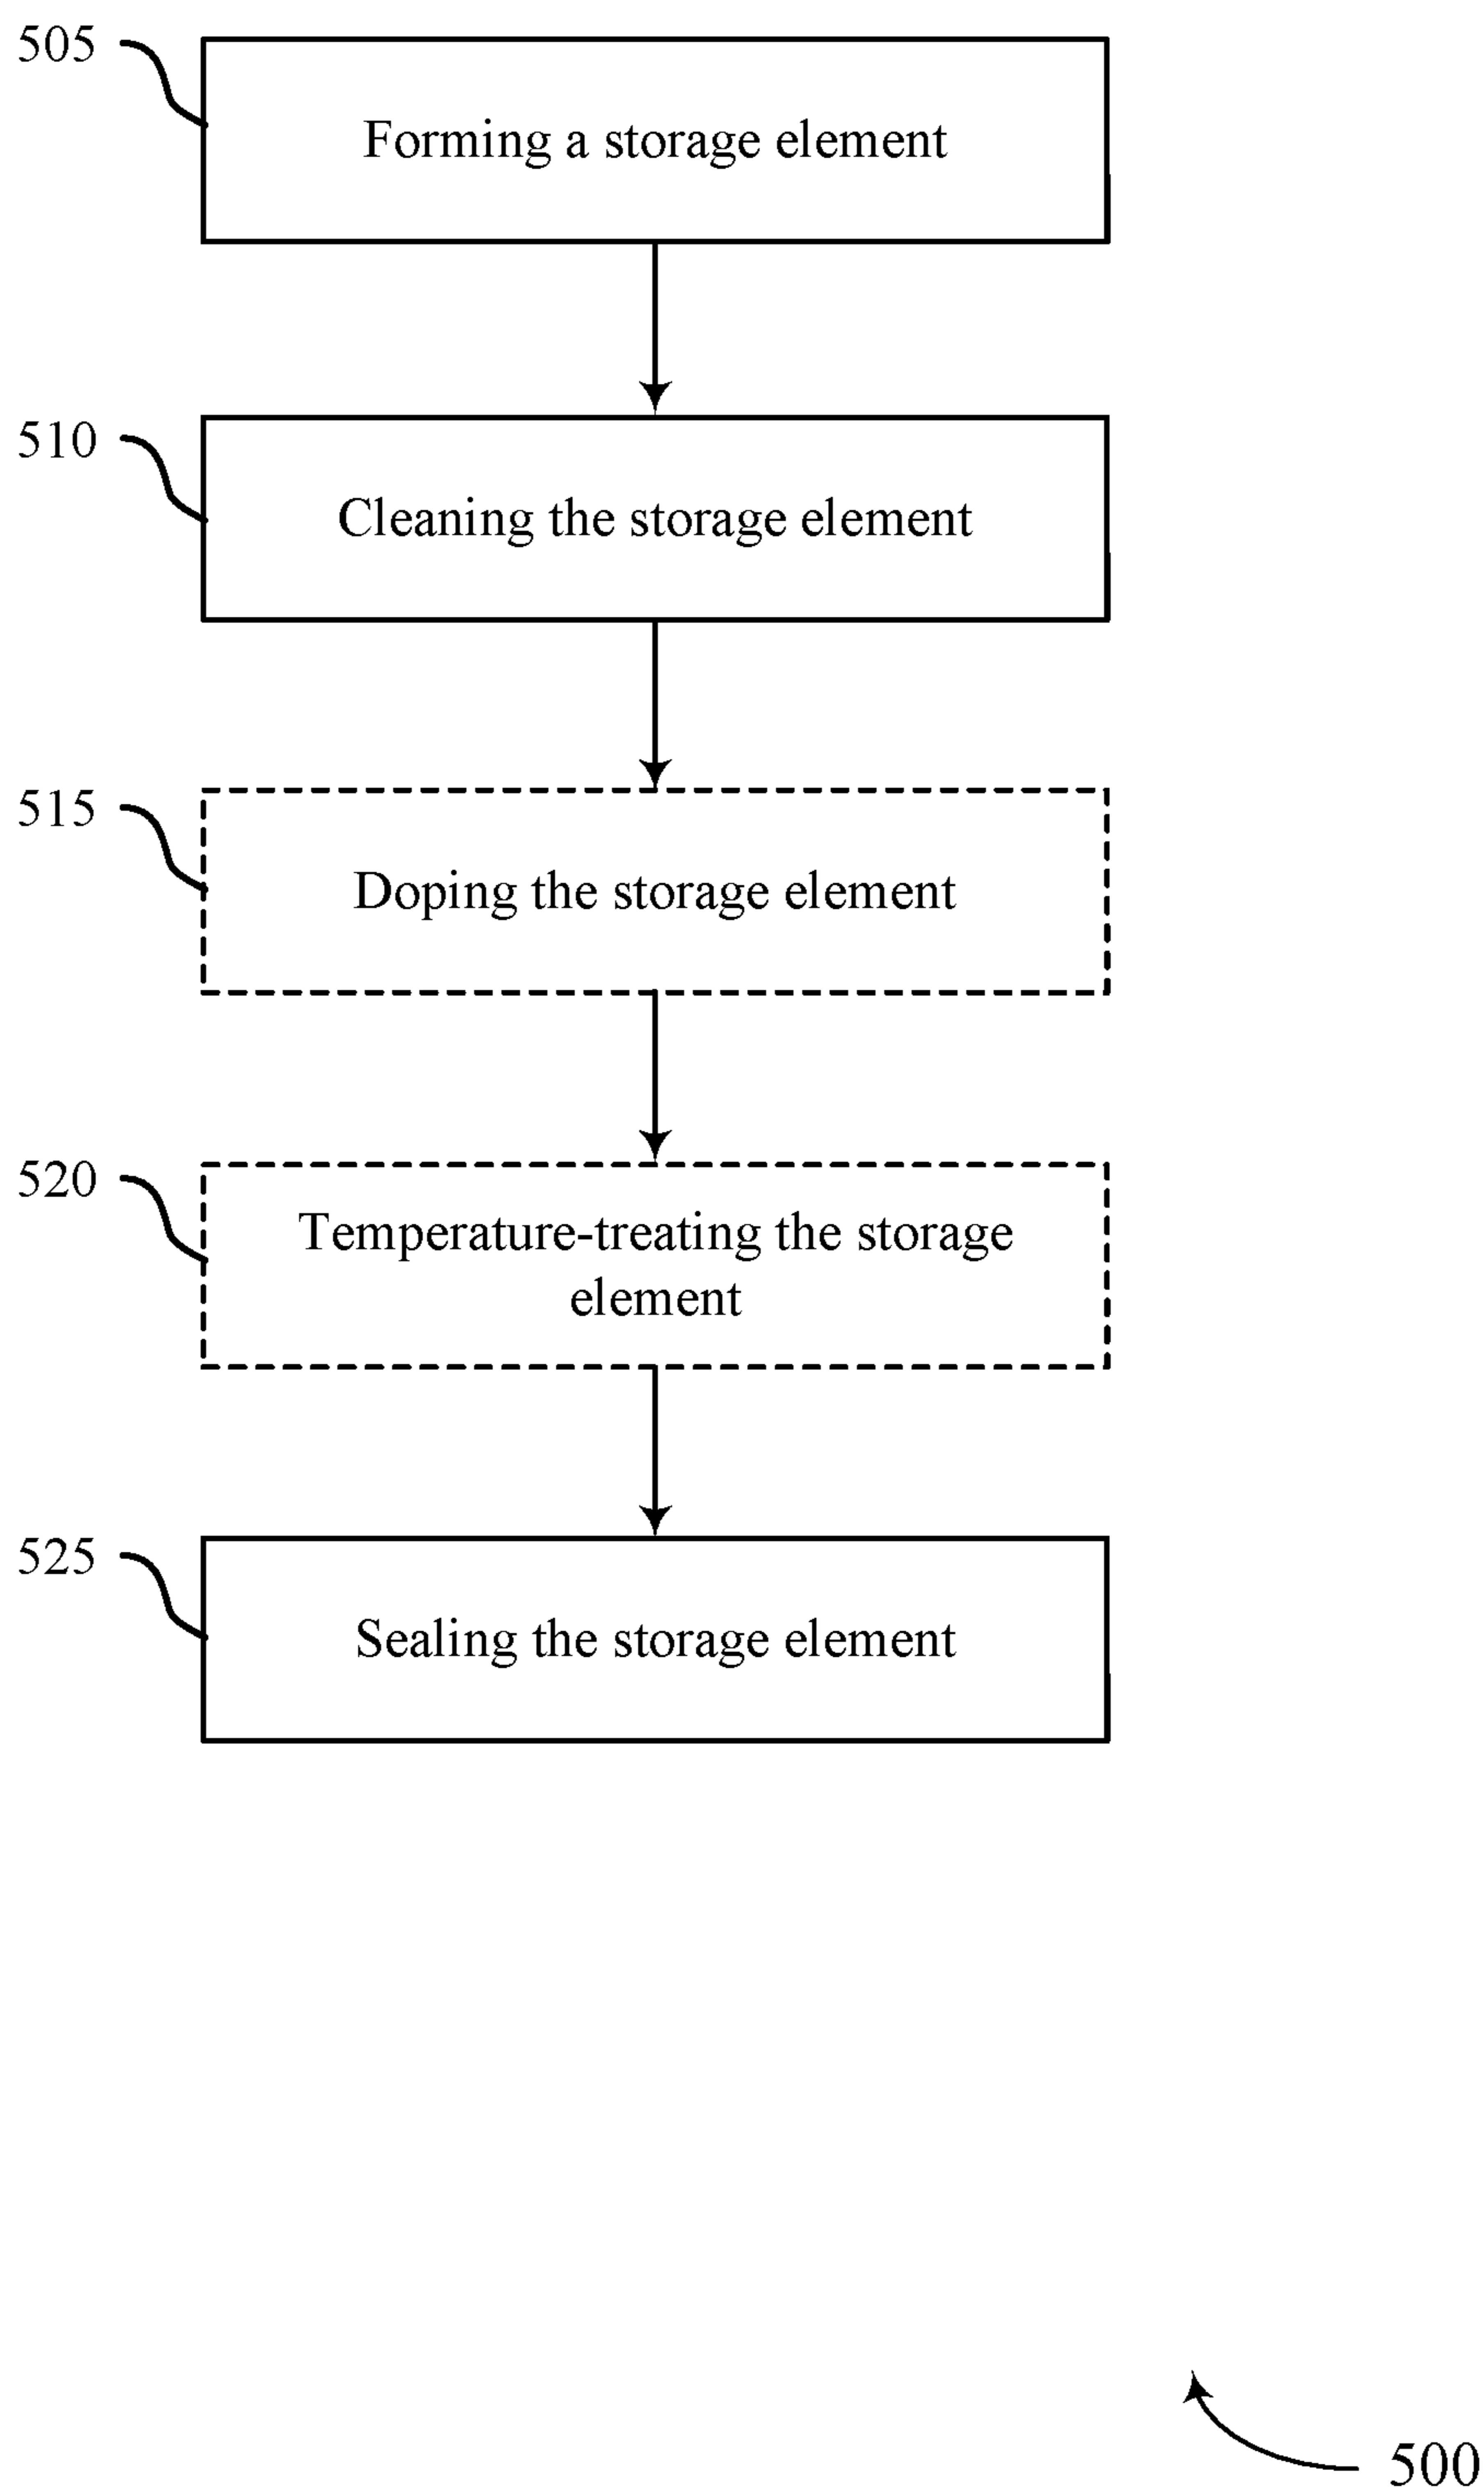 505
Forming a storage element
510
Cleaning the storage element
515
Doping the storage element
520
Temperature-treating the storage
element
525
Sealing the storage element
500